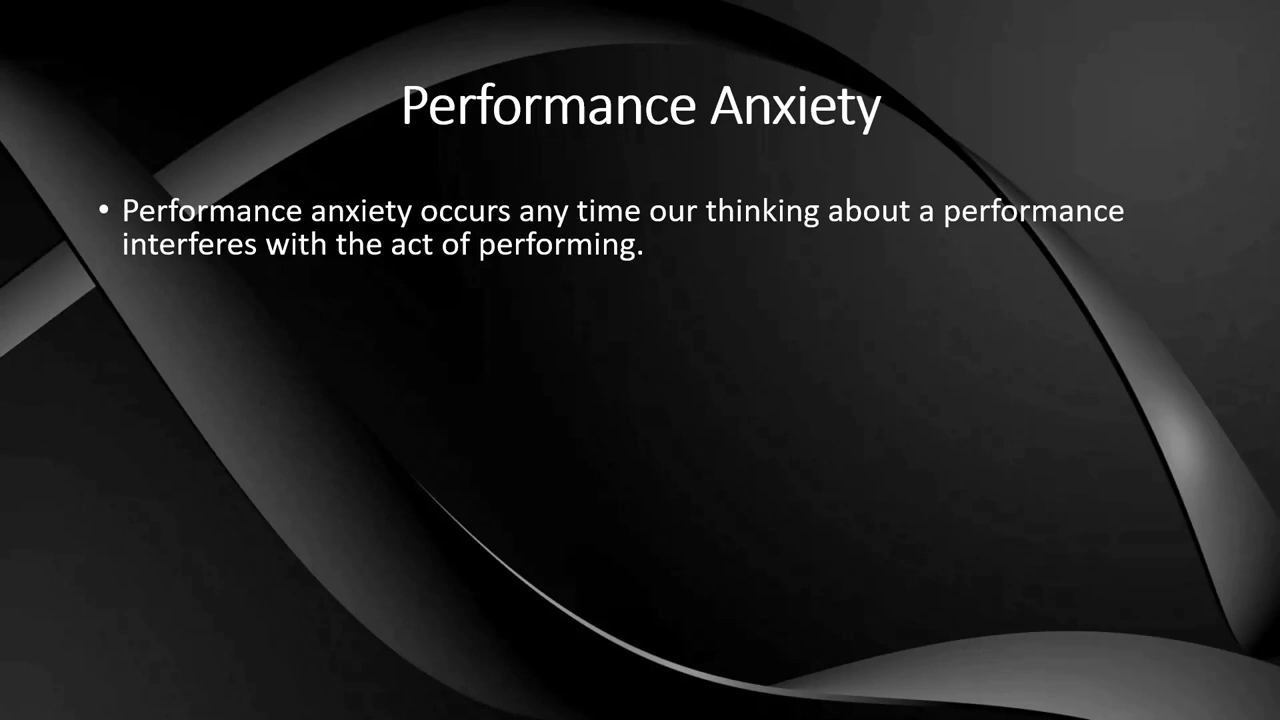 Performance Anxiety
• Performance anxiety occurs any time our thinking about a performance
interferes with the act of performing.